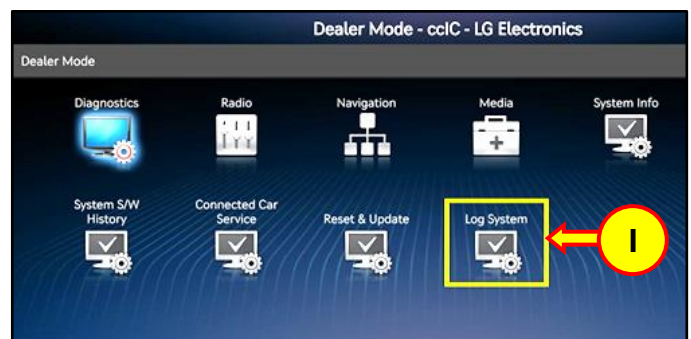 Dealer Mode - ccIC - LG Electronics
Dealer Mode
Diagnostics
Radio
Navigation
Media
System Info
System S/W
History
Connected Car
Service
Reset & Update
Log System
I